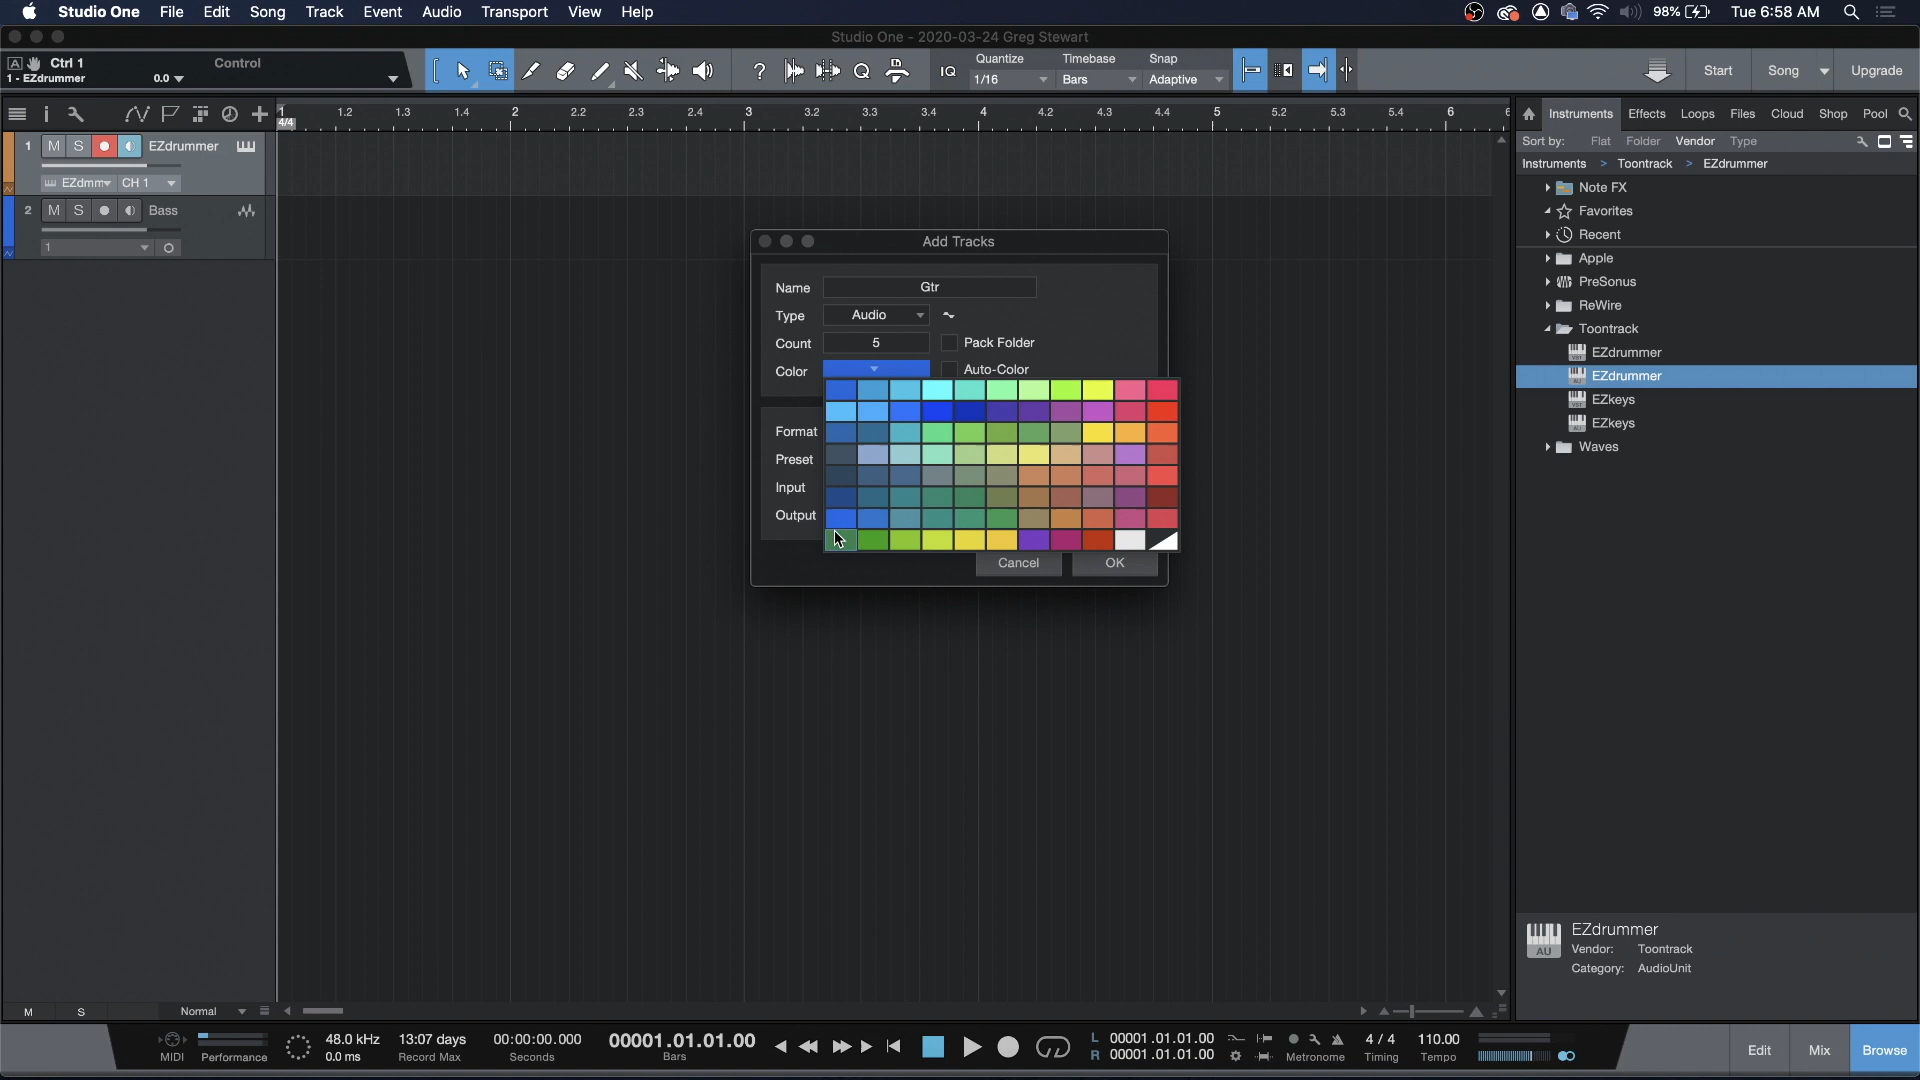 Studio One File Edit Song Track Event Audio Transport View Help 98% Tue 6:58 AM
Studio One - 2020-03-24 Greg Stewart
A Ctrl 1 Control
1 - EZdrummer 0.0
Quantize Timebase Snap
IQ 1/16 Bars Adaptive
Start Song Upgrade
1 1.2 1.3 1.4 2 2.2 2.3 2.4 3 3.2 3.3 3.4 4 4.2 4.3 4.4 5 5.2 5.3 5.4 6
4/4
1 M S EZdrummer
EZdmm CH 1
2 M S Bass
1
Instruments Effects Loops Files Cloud Shop Pool
Sort by: Flat Folder Vendor Type
Instruments > Toontrack > EZdrummer
Note FX
Favorites
Recent
Apple
PreSonus
ReWire
Toontrack
EZdrummer
EZdrummer
EZkeys
EZkeys
Waves
Add Tracks
Name Gtr
Type Audio
Count 5 Pack Folder
Color Auto-Color
Format
Preset
Input
Output
Cancel OK
EZdrummer
AU
Vendor: Toontrack
Category: AudioUnit
M S Normal
MIDI Performance
48.0 kHz
0.0 ms
13:07 days
Record Max
00:00:00.000
Seconds
00001.01.01.00
Bars
L 00001.01.01.00
R 00001.01.01.00
Metronome
4 / 4
Timing
110.00
Tempo
Edit Mix Browse